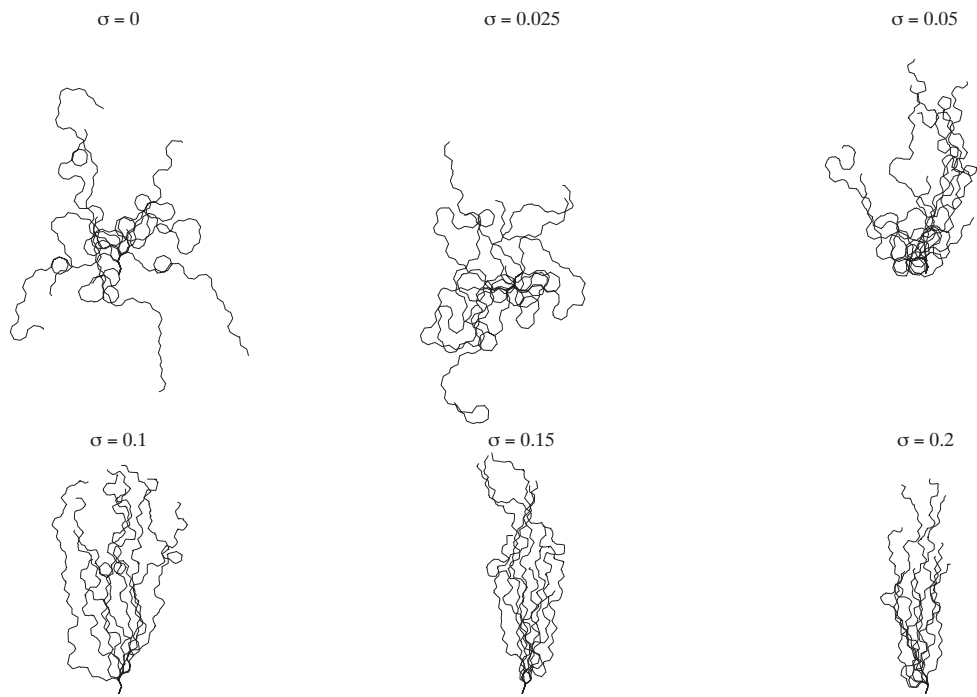 σ = 0
σ = 0.025
σ = 0.05
σ = 0.1
σ = 0.15
σ = 0.2